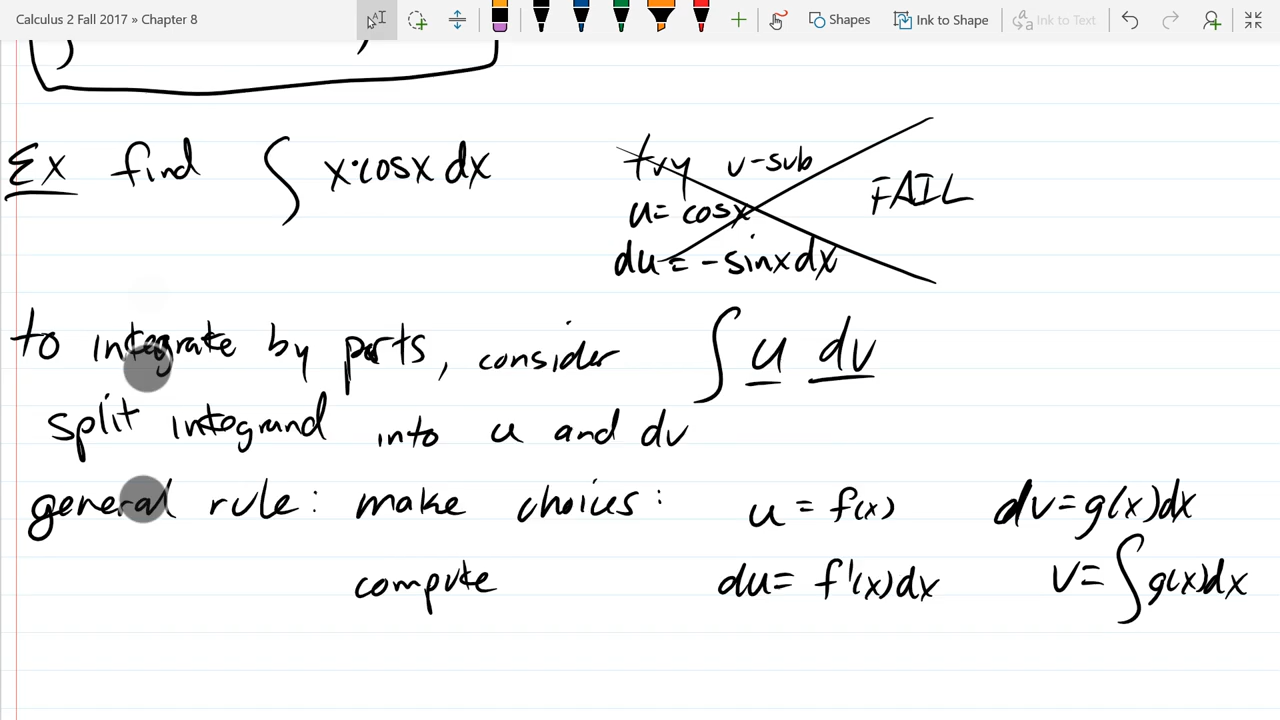 Calculus 2 Fall 2017 » Chapter 8
Shapes
Ink to Shape
Ink to Text
Ex find ∫ x·cosx dx
try u-sub
u= cosx
du= -sinxdx
FAIL
to integrate by parts, consider ∫ u dv
split integrand into u and dv
general rule: make choices: u = f(x) dv=g(x)dx
compute du= f'(x)dx v=∫g(x)dx